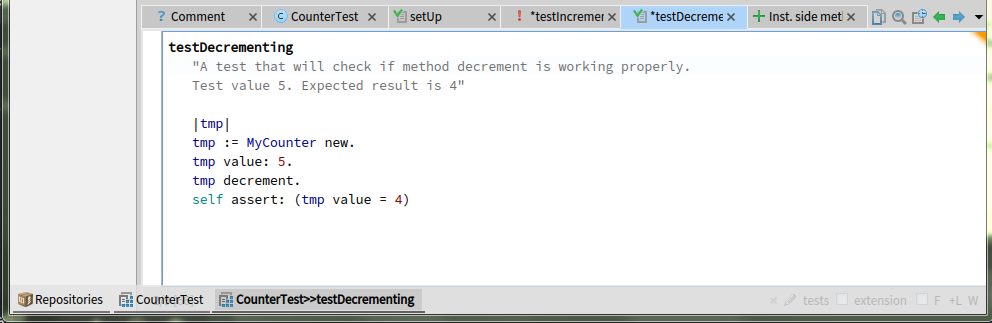 ? Comment × CounterTest × setUp × ! *testIncremer × *testDecreme × Inst. side met ×
testDecrementing
"A test that will check if method decrement is working properly.
Test value 5. Expected result is 4"
|tmp|
tmp := MyCounter new.
tmp value: 5.
tmp decrement.
self assert: (tmp value = 4)
Repositories CounterTest CounterTest>>testDecrementing × tests extension F +L W